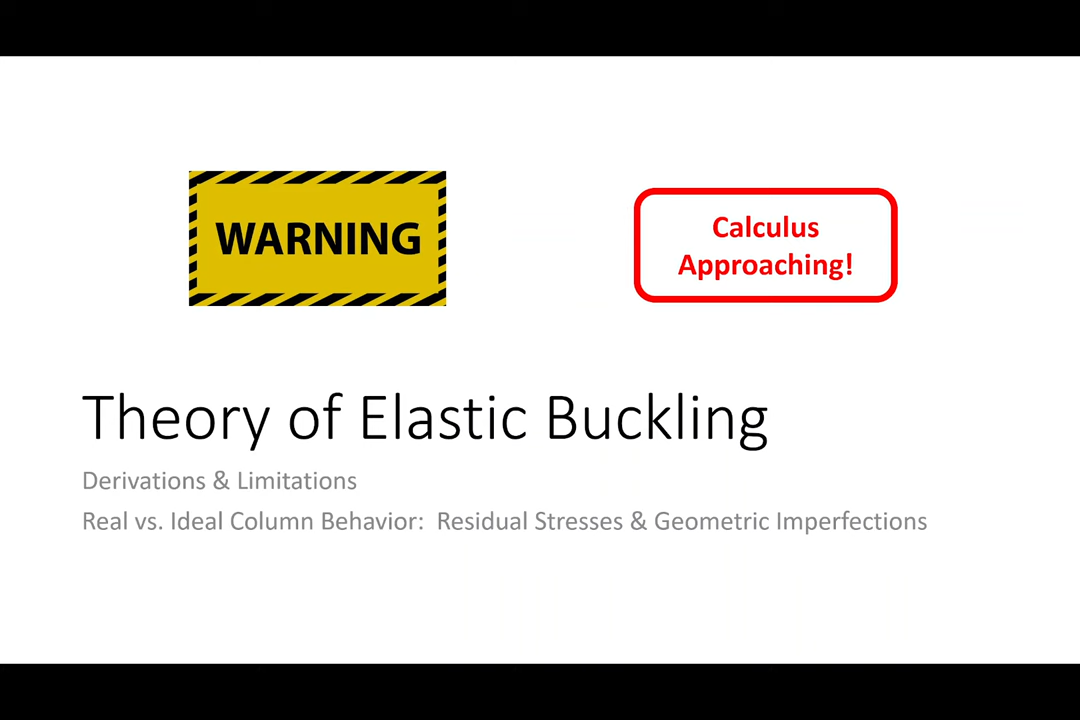 WARNING
Calculus
Approaching!
Theory of Elastic Buckling
Derivations & Limitations
Real vs. Ideal Column Behavior:  Residual Stresses & Geometric Imperfections